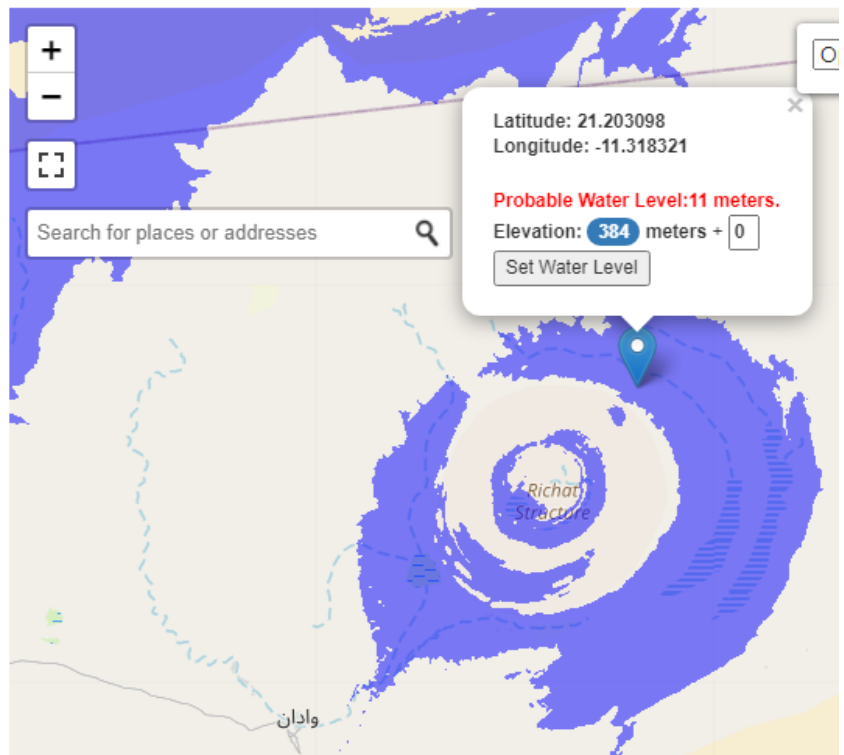 +
−
Search for places or addresses
O
×
Latitude: 21.203098
Longitude: -11.318321
Probable Water Level:11 meters.
Elevation: 384 meters + 0
Set Water Level
Richat
Structure
وادان